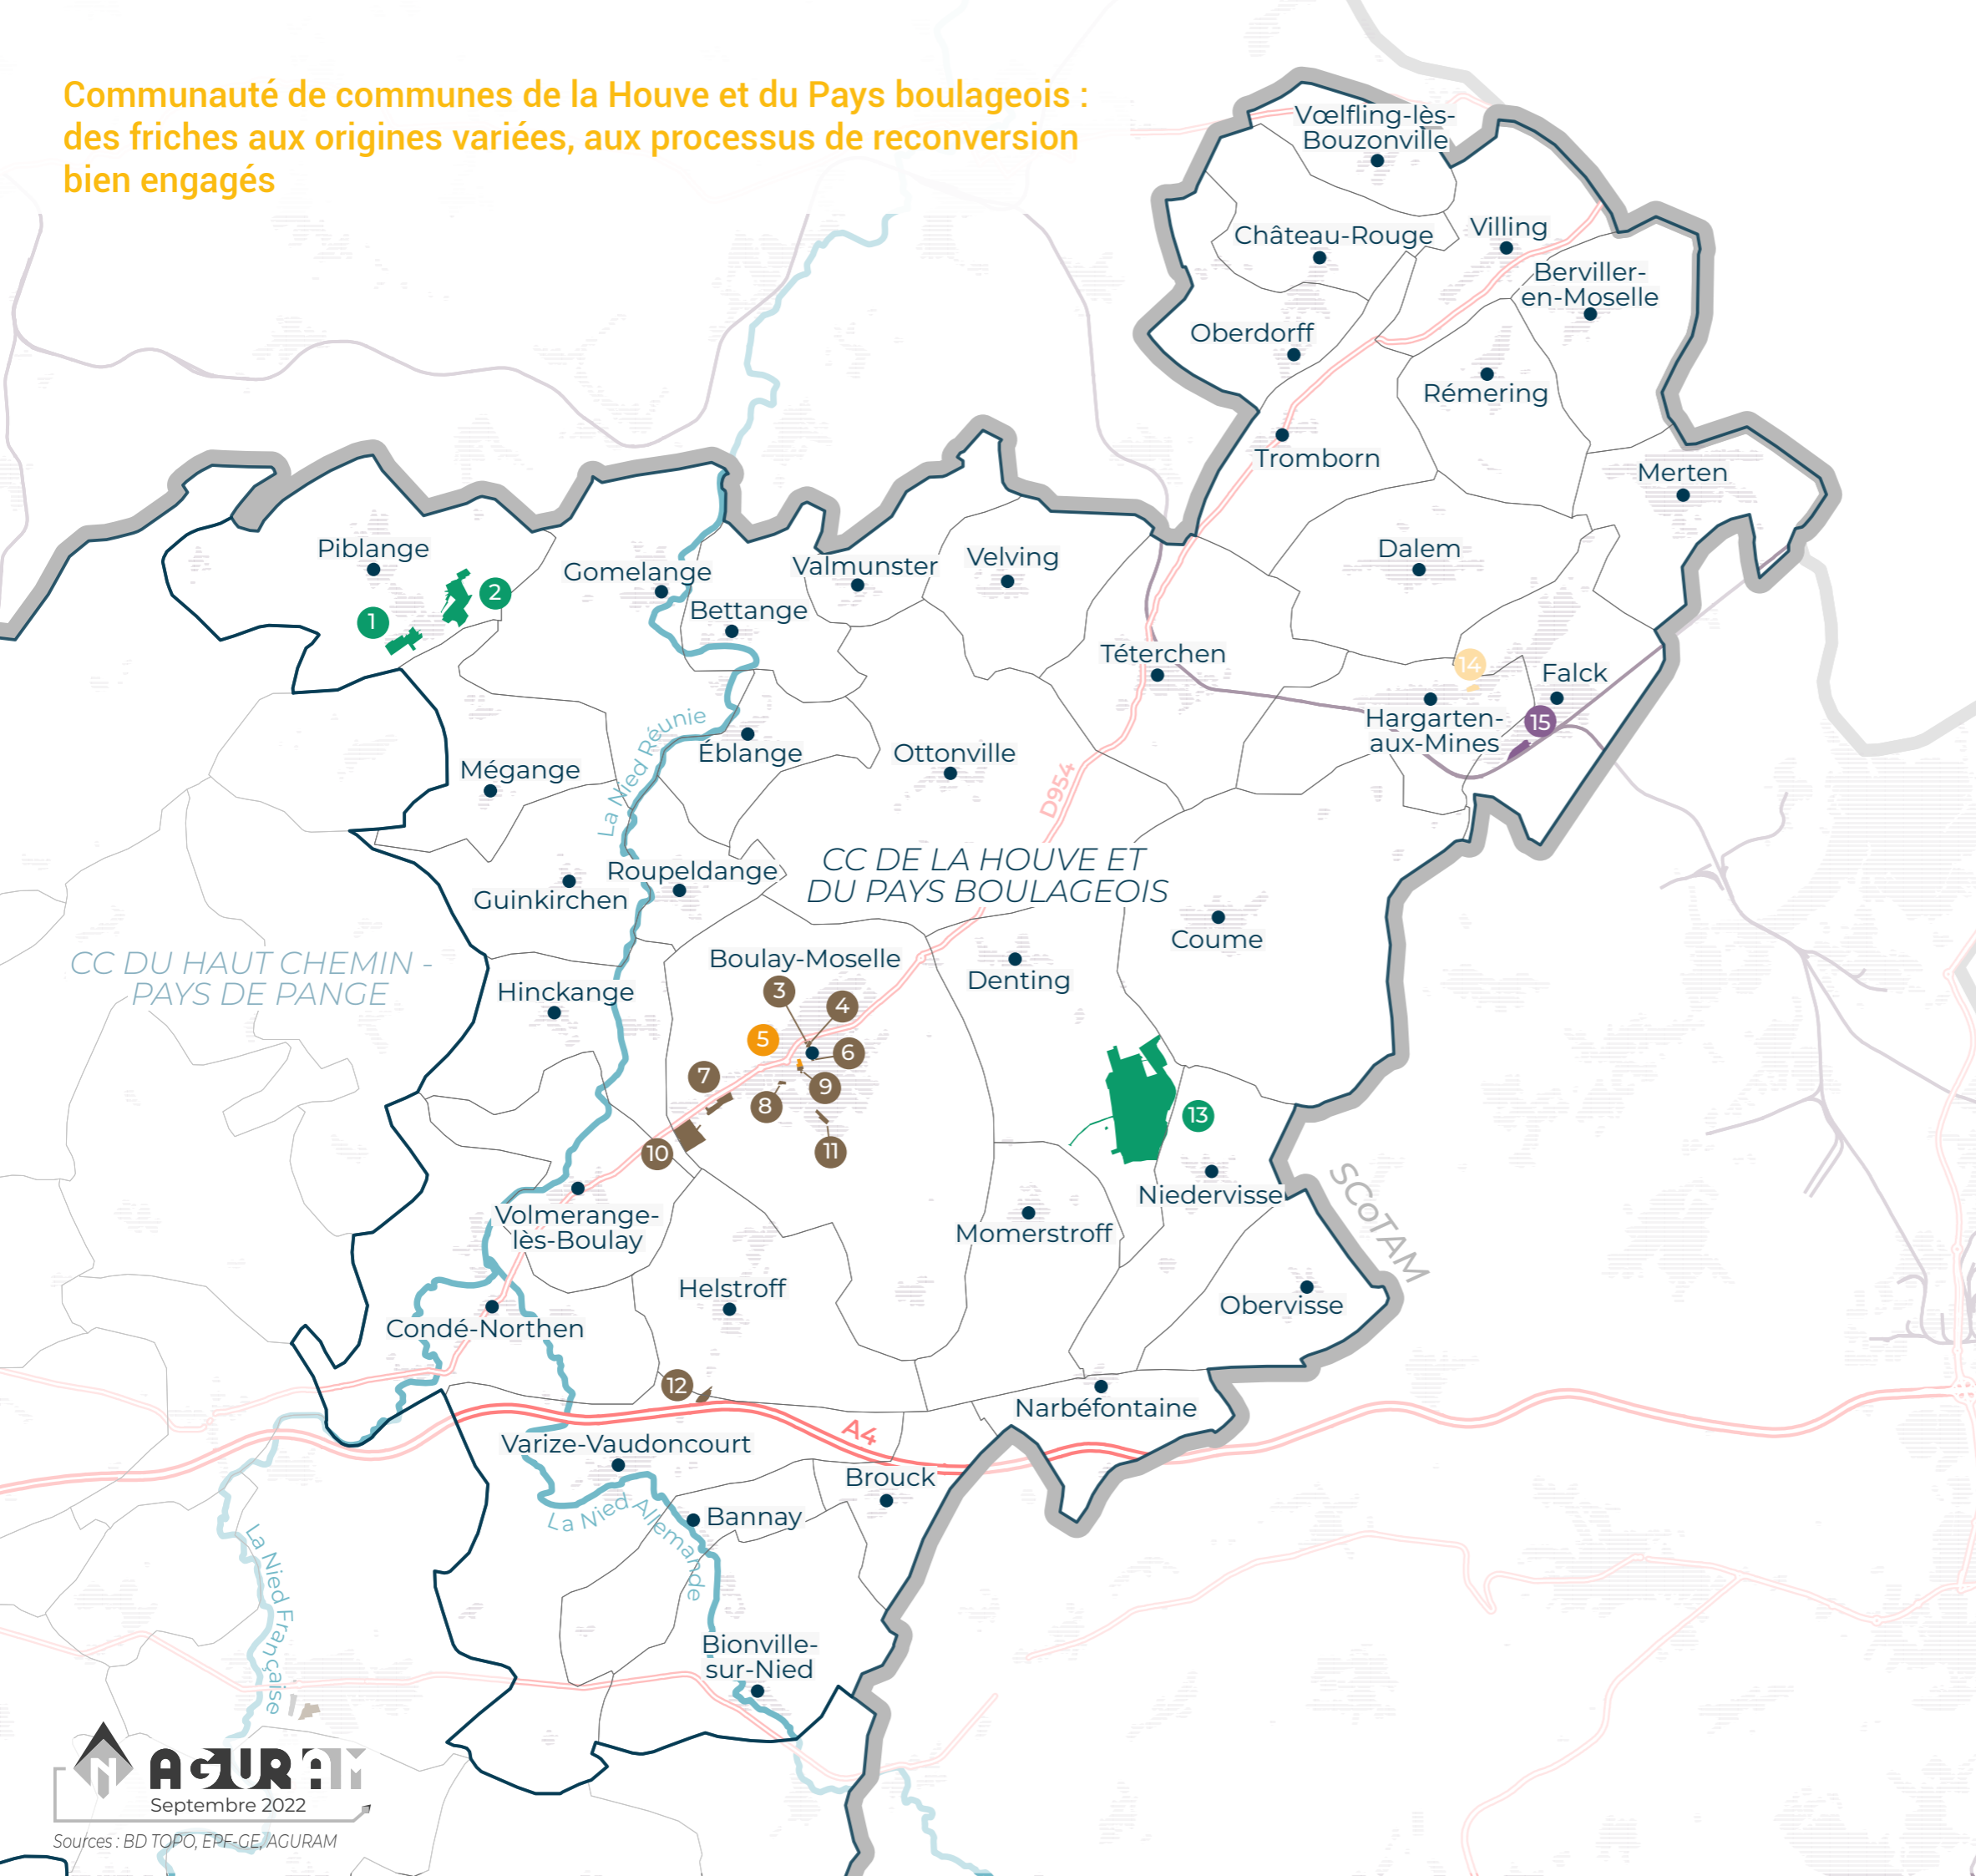 Communauté de communes de la Houve et du Pays boulageois :
des friches aux origines variées, aux processus de reconversion
bien engagés
Vœlfling-lès-
Bouzonville
Château-Rouge
Villing
Berviller-
en-Moselle
Oberdorff
Rémering
Tromborn
Merten
Piblange
Gomelange
Valmunster
Velving
Dalem
2
1
Bettange
Téterchen
14
Falck
La Nied Réunie
Hargarten-
aux-Mines
15
Éblange
Ottonville
Mégange
D954
Roupeldange
CC DE LA HOUVE ET
DU PAYS BOULAGEOIS
Guinkirchen
Coume
CC DU HAUT CHEMIN -
PAYS DE PANGE
Boulay-Moselle
Denting
Hinckange
3
4
5
6
7
9
8
13
10
11
Niedervisse
SCoTAM
Volmerange-
lès-Boulay
Momerstroff
Helstroff
Obervisse
Condé-Northen
12
Narbéfontaine
A4
Varize-Vaudoncourt
Brouck
La Nied Allemande
Bannay
La Nied Française
Bionville-
sur-Nied
N
AGURAM
Septembre 2022
Sources : BD TOPO, EPF-GE, AGURAM